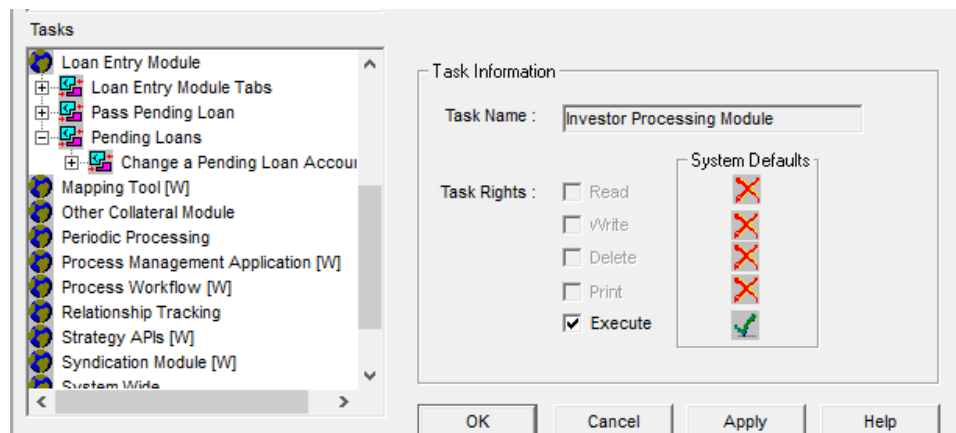 Tasks
Loan Entry Module
Loan Entry Module Tabs
Pass Pending Loan
Pending Loans
Change a Pending Loan Accou
Mapping Tool [W]
Other Collateral Module
Periodic Processing
Process Management Application [W]
Process Workflow [W]
Relationship Tracking
Strategy APIs [W]
Syndication Module [W]
System Wide
Task Information
Task Name : Investor Processing Module
System Defaults
Task Rights : Read
Write
Delete
Print
Execute
OK Cancel Apply Help